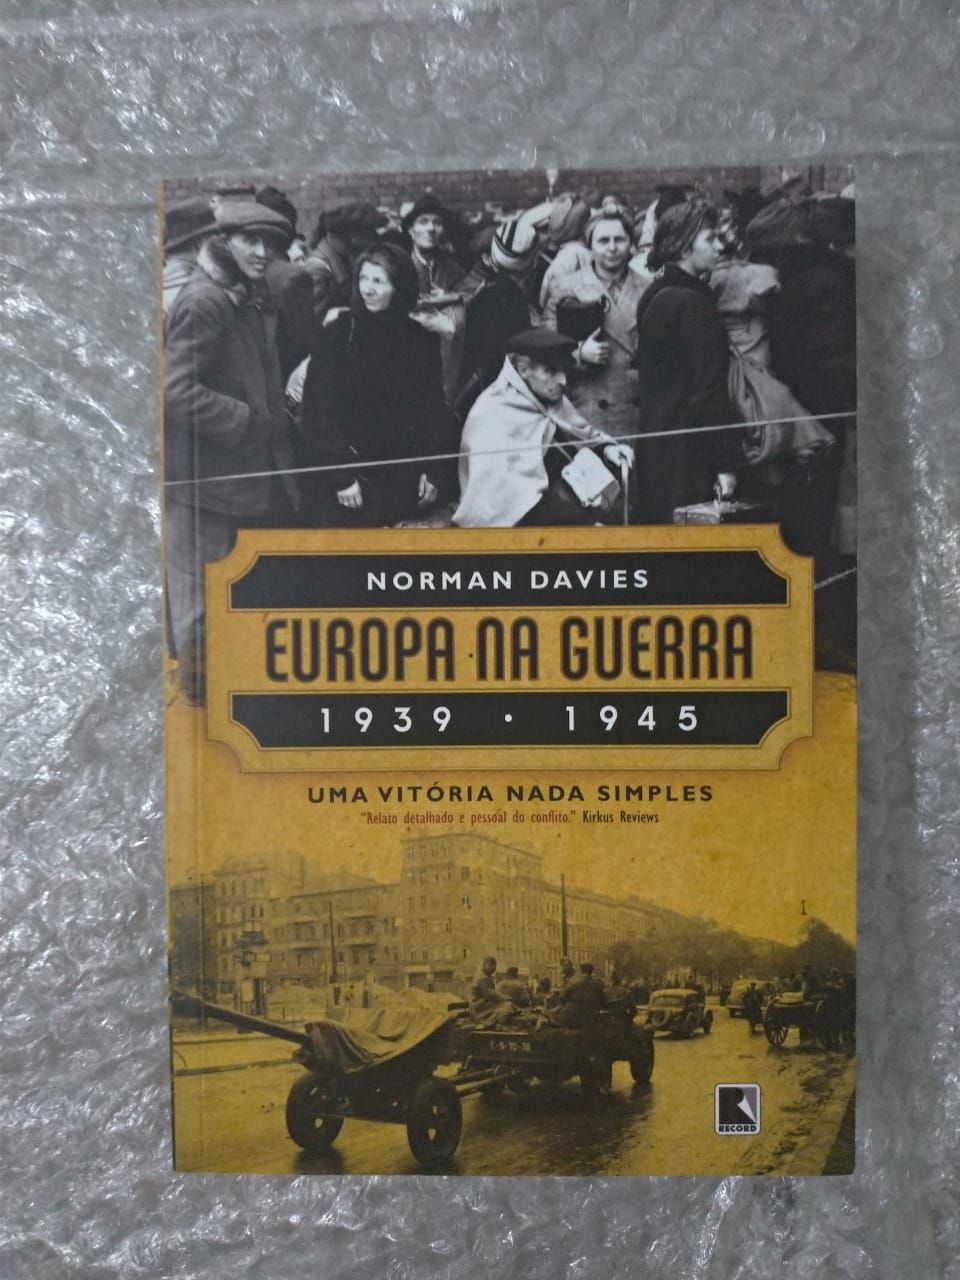 NORMAN DAVIES
EUROPA NA GUERRA
1939 · 1945
UMA VITÓRIA NADA SIMPLES
"Relato detalhado e pessoal do conflito." Kirkus Reviews
R
RECORD